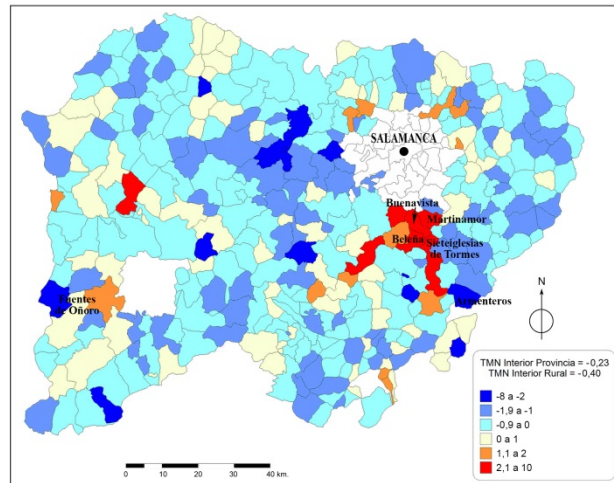 SALAMANCA
Buenavista
Martinamor
Beleña
Sieteiglesias
de Tormes
Fuentes
de Oñoro
Armenteros
N
TMN Interior Provincia = -0,23
TMN Interior Rural = -0,40
-8 a -2
-1,9 a -1
-0,9 a 0
0 a 1
1,1 a 2
2,1 a 10
0 10 20 30 40 km.